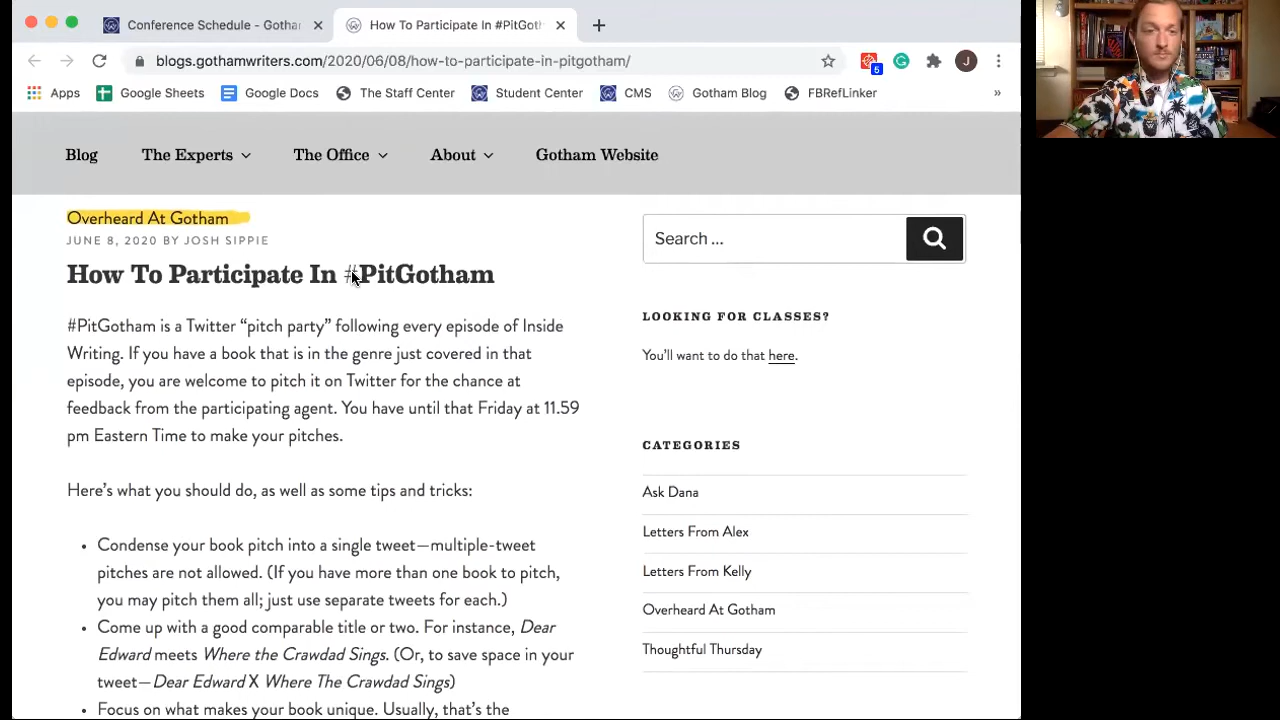 Conference Schedule - Gotha
How To Participate In #PitGoth
blogs.gothamwriters.com/2020/06/08/how-to-participate-in-pitgotham/
5
J
Apps
Google Sheets
Google Docs
The Staff Center
Student Center
CMS
Gotham Blog
FBRefLinker
»
Blog
The Experts
The Office
About
Gotham Website
Overheard At Gotham
JUNE 8, 2020 BY JOSH SIPPIE
How To Participate In #PitGotham
#PitGotham is a Twitter “pitch party” following every episode of Inside
Writing. If you have a book that is in the genre just covered in that
episode, you are welcome to pitch it on Twitter for the chance at
feedback from the participating agent. You have until that Friday at 11.59
pm Eastern Time to make your pitches.
Here’s what you should do, as well as some tips and tricks:
• Condense your book pitch into a single tweet—multiple-tweet
pitches are not allowed. (If you have more than one book to pitch,
you may pitch them all; just use separate tweets for each.)
• Come up with a good comparable title or two. For instance, Dear
Edward meets Where the Crawdad Sings. (Or, to save space in your
tweet—Dear Edward X Where The Crawdad Sings)
• Focus on what makes your book unique. Usually, that’s the
Search …
LOOKING FOR CLASSES?
You’ll want to do that here.
CATEGORIES
Ask Dana
Letters From Alex
Letters From Kelly
Overheard At Gotham
Thoughtful Thursday